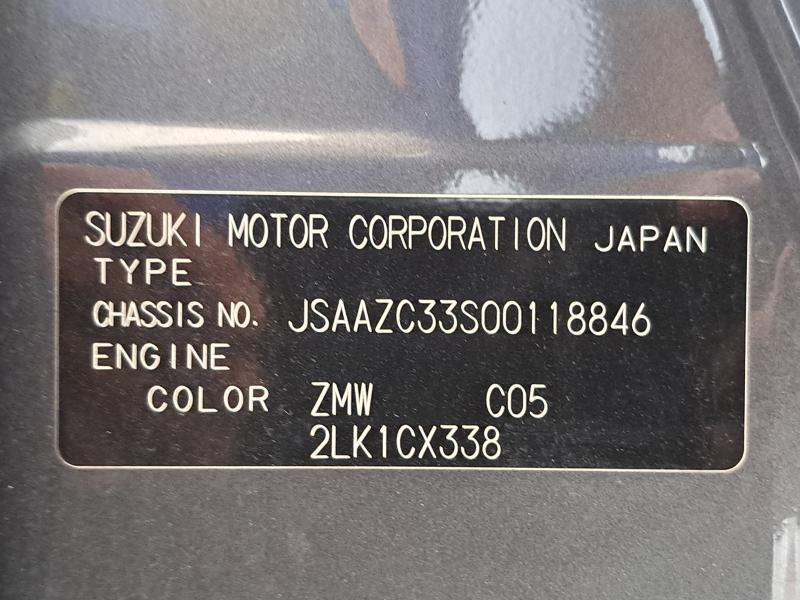 SUZUKI MOTOR CORPORATION JAPAN
TYPE
CHASSIS NO. JSAAZC33S00118846
ENGINE
COLOR ZMW C05
2LK1CX338